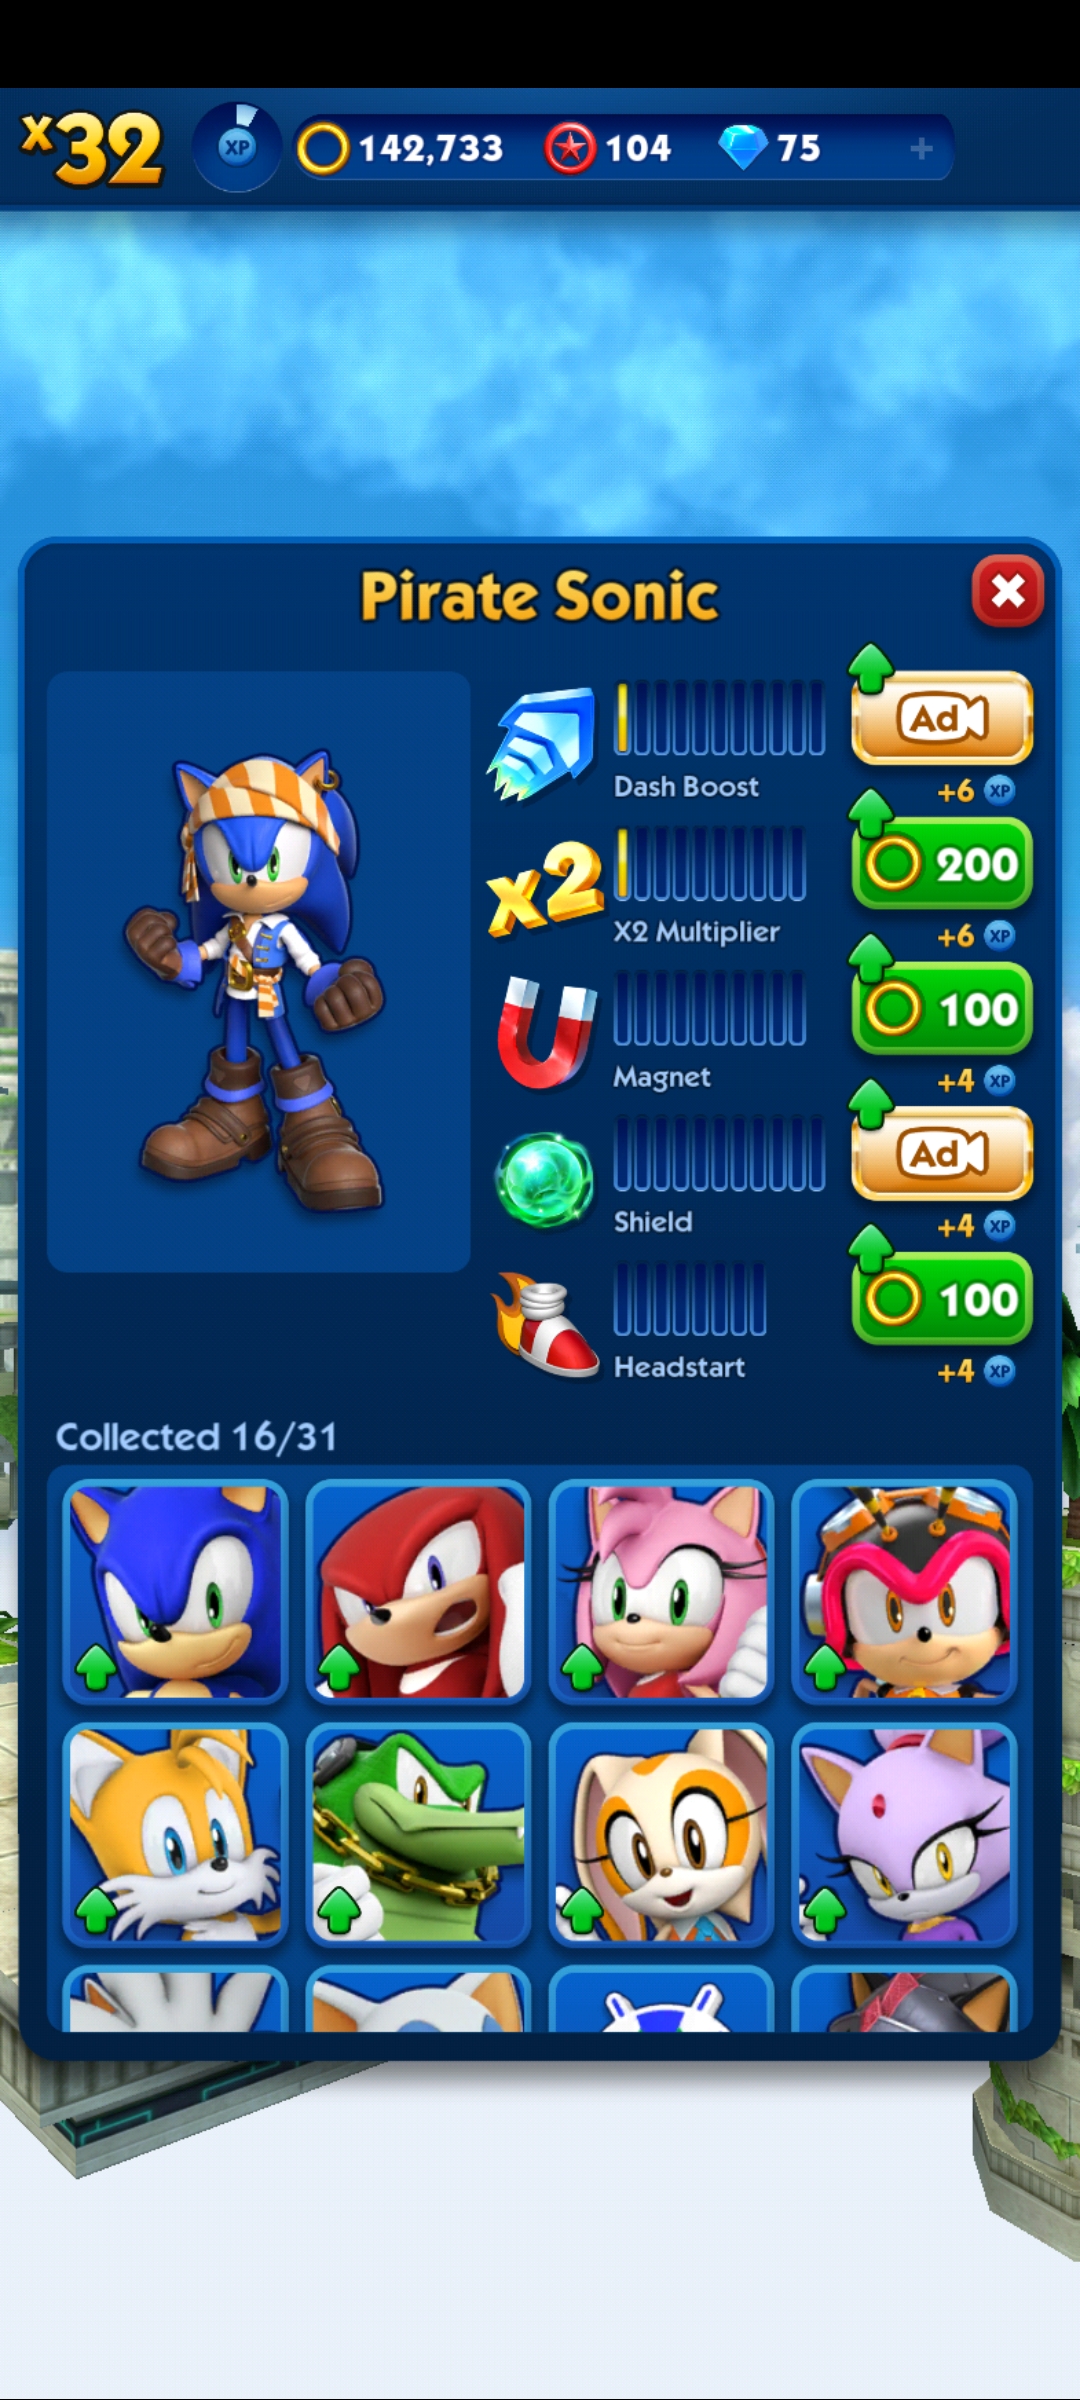 x32 XP 142,733 104 75 +
Pirate Sonic
Dash Boost
Ad
+6 XP
x2
X2 Multiplier
200
+6 XP
Magnet
100
+4 XP
Shield
Ad
+4 XP
Headstart
100
+4 XP
Collected 16/31